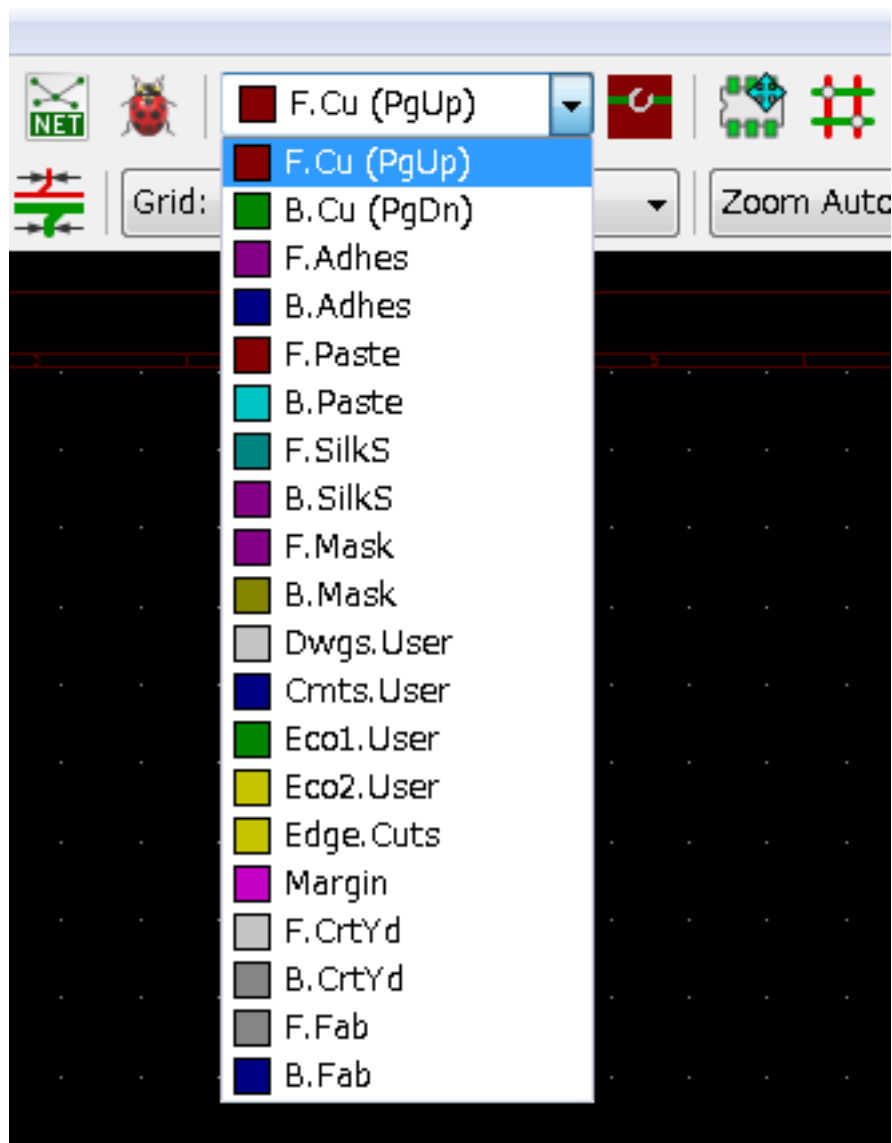 NET
F.Cu (PgUp)
Grid:
Zoom Auto
F.Cu (PgUp)
B.Cu (PgDn)
F.Adhes
B.Adhes
F.Paste
B.Paste
F.SilkS
B.SilkS
F.Mask
B.Mask
Dwgs.User
Cmts.User
Eco1.User
Eco2.User
Edge.Cuts
Margin
F.CrtYd
B.CrtYd
F.Fab
B.Fab